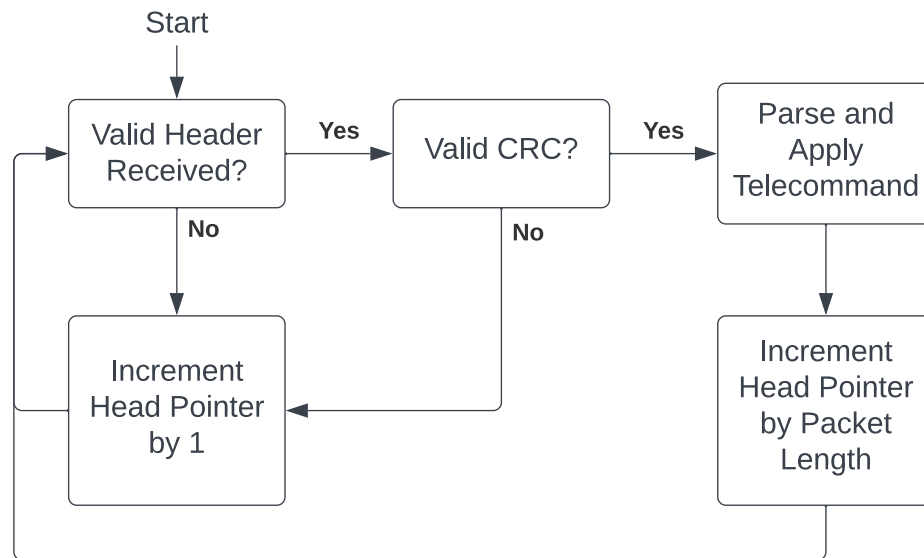 Start
Valid Header
Received?
Yes
Valid CRC?
Yes
Parse and
Apply
Telecommand
No
No
Increment
Head Pointer
by 1
Increment
Head Pointer
by Packet
Length